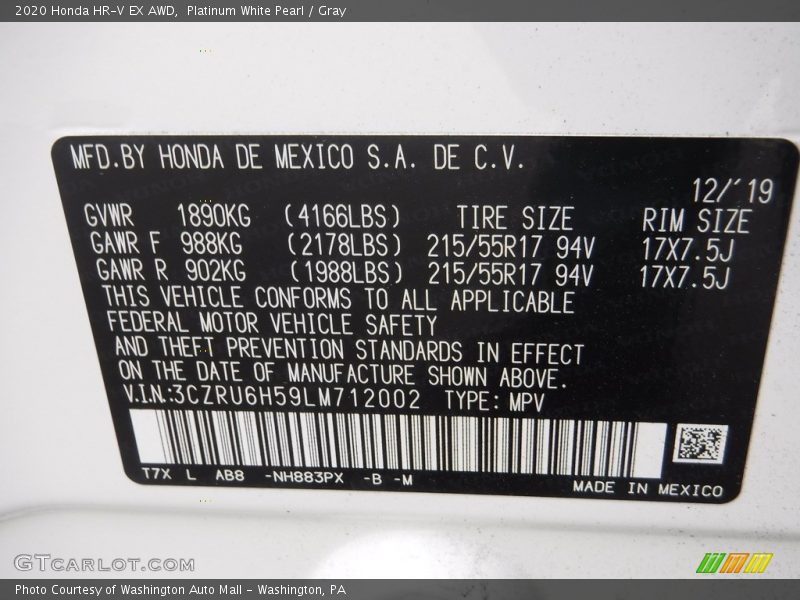 2020 Honda HR-V EX AWD, Platinum White Pearl / Gray
MFD.BY HONDA DE MEXICO S.A. DE C.V.
12/'19
GVWR 1890KG (4166LBS) TIRE SIZE RIM SIZE
GAWR F 988KG (2178LBS) 215/55R17 94V 17X7.5J
GAWR R 902KG (1988LBS) 215/55R17 94V 17X7.5J
THIS VEHICLE CONFORMS TO ALL APPLICABLE
FEDERAL MOTOR VEHICLE SAFETY
AND THEFT PREVENTION STANDARDS IN EFFECT
ON THE DATE OF MANUFACTURE SHOWN ABOVE.
V.I.N.:3CZRU6H59LM712002 TYPE: MPV
T7X L AB8 -NH883PX -B -M
MADE IN MEXICO
GTCARLOT.COM
Photo Courtesy of Washington Auto Mall - Washington, PA